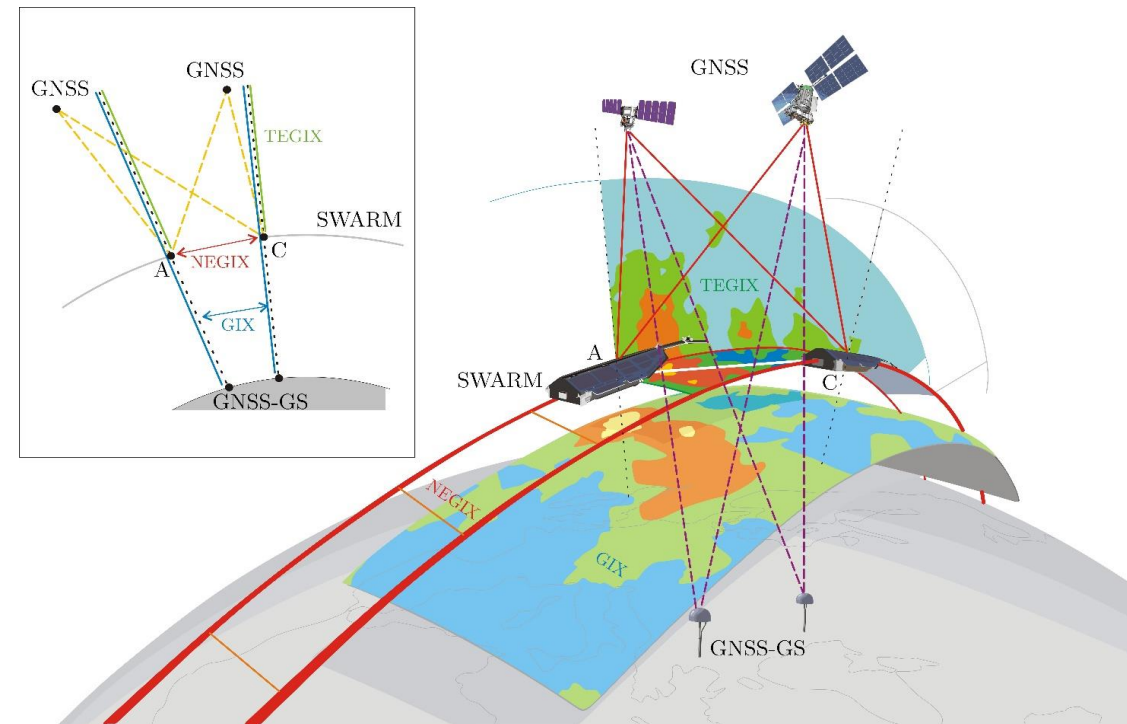 GNSS
GNSS
TEGIX
SWARM
A
C
NEGIX
GIX
GNSS-GS
GNSS
TEGIX
A
SWARM
C
NEGIX
GIX
GNSS-GS